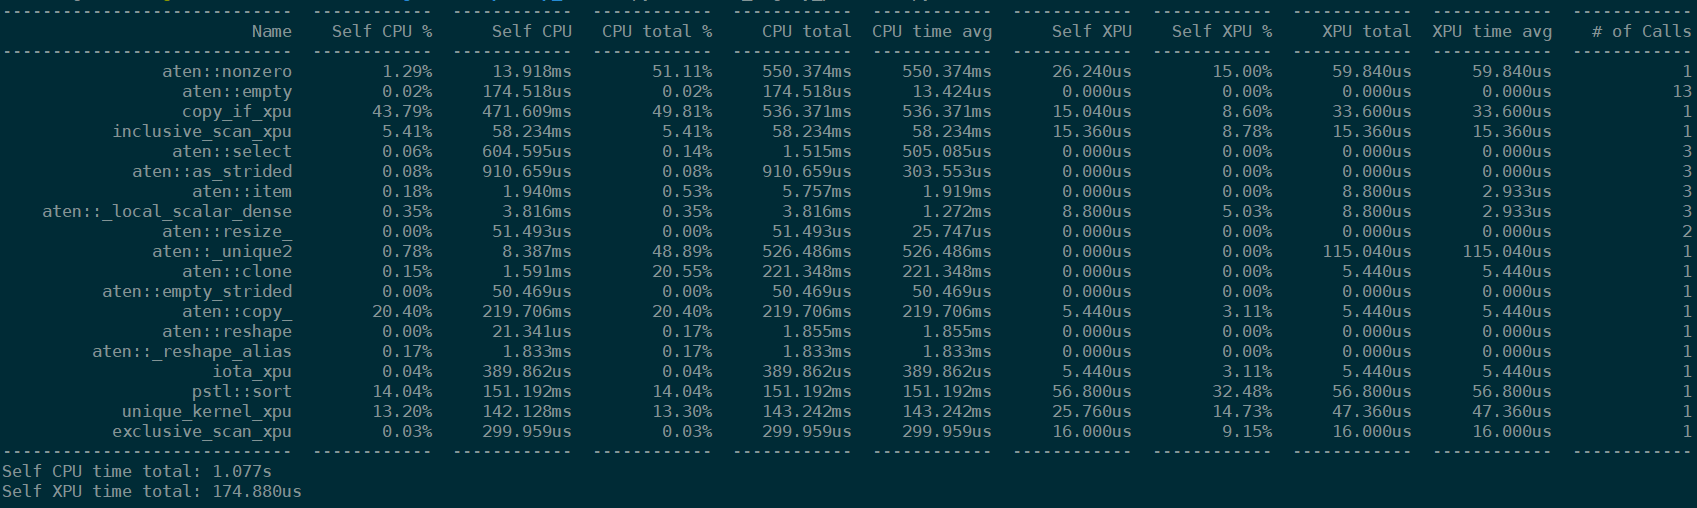 ------------------------------- ------------ ------------ ------------ ------------ ------------ ------------ ------------ ------------ ------------ ------------
Name Self CPU % Self CPU CPU total % CPU total CPU time avg Self XPU Self XPU % XPU total XPU time avg # of Calls
------------------------------- ------------ ------------ ------------ ------------ ------------ ------------ ------------ ------------ ------------ ------------
aten::nonzero 1.29% 13.918ms 51.11% 550.374ms 550.374ms 26.240us 15.00% 59.840us 59.840us 1
aten::empty 0.02% 174.518us 0.02% 174.518us 13.424us 0.000us 0.00% 0.000us 0.000us 13
copy_if_xpu 43.79% 471.609ms 49.81% 536.371ms 536.371ms 15.040us 8.60% 33.600us 33.600us 1
inclusive_scan_xpu 5.41% 58.234ms 5.41% 58.234ms 58.234ms 15.360us 8.78% 15.360us 15.360us 1
aten::select 0.06% 604.595us 0.14% 1.515ms 505.085us 0.000us 0.00% 0.000us 0.000us 3
aten::as_strided 0.08% 910.659us 0.08% 910.659us 303.553us 0.000us 0.00% 0.000us 0.000us 3
aten::item 0.18% 1.940ms 0.53% 5.757ms 1.919ms 0.000us 0.00% 8.800us 2.933us 3
aten::_local_scalar_dense 0.35% 3.816ms 0.35% 3.816ms 1.272ms 8.800us 5.03% 8.800us 2.933us 3
aten::resize_ 0.00% 51.493us 0.00% 51.493us 25.747us 0.000us 0.00% 0.000us 0.000us 2
aten::_unique2 0.78% 8.387ms 48.89% 526.486ms 526.486ms 0.000us 0.00% 115.040us 115.040us 1
aten::clone 0.15% 1.591ms 20.55% 221.348ms 221.348ms 0.000us 0.00% 5.440us 5.440us 1
aten::empty_strided 0.00% 50.469us 0.00% 50.469us 50.469us 0.000us 0.00% 0.000us 0.000us 1
aten::copy_ 20.40% 219.706ms 20.40% 219.706ms 219.706ms 5.440us 3.11% 5.440us 5.440us 1
aten::reshape 0.00% 21.341us 0.17% 1.855ms 1.855ms 0.000us 0.00% 0.000us 0.000us 1
aten::_reshape_alias 0.17% 1.833ms 0.17% 1.833ms 1.833ms 0.000us 0.00% 0.000us 0.000us 1
iota_xpu 0.04% 389.862us 0.04% 389.862us 389.862us 5.440us 3.11% 5.440us 5.440us 1
pstl::sort 14.04% 151.192ms 14.04% 151.192ms 151.192ms 56.800us 32.48% 56.800us 56.800us 1
unique_kernel_xpu 13.20% 142.128ms 13.30% 143.242ms 143.242ms 25.760us 14.73% 47.360us 47.360us 1
exclusive_scan_xpu 0.03% 299.959us 0.03% 299.959us 299.959us 16.000us 9.15% 16.000us 16.000us 1
------------------------------- ------------ ------------ ------------ ------------ ------------ ------------ ------------ ------------ ------------ ------------
Self CPU time total: 1.077s
Self XPU time total: 174.880us